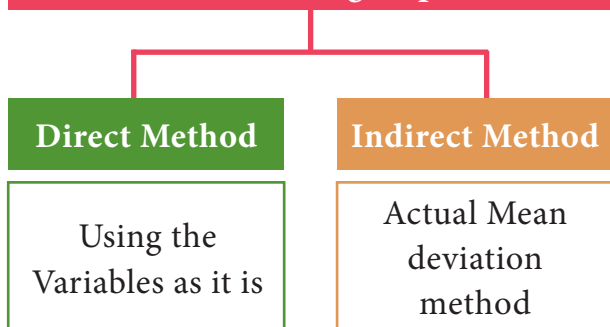 Direct Method
Indirect Method
Using the
Variables as it is
Actual Mean
deviation
method